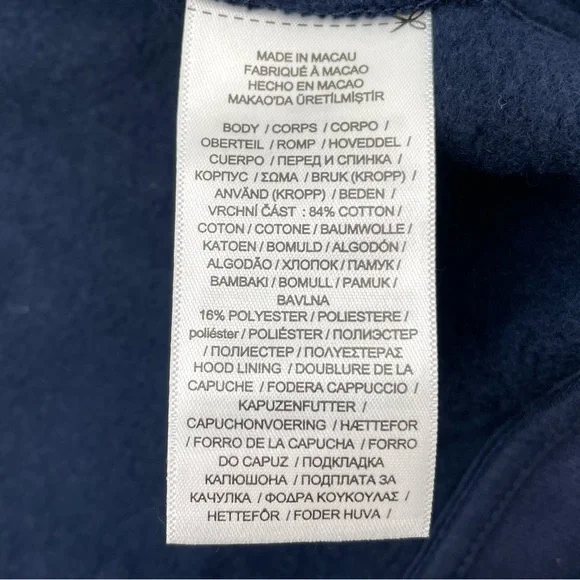 MADE IN MACAU
FABRIQUÉ À MACAO
HECHO EN MACAO
MAKAO'DA ÜRETİLMİŞTİR
BODY / CORPS / CORPO /
OBERTEIL / ROMP / HOVEDDEL /
CUERPO / ПЕРЕД И СПИНКА /
КОРПУС / ΣΩΜΑ / BRUK (KROPP) /
ANVÄND (KROPP) / BEDEN /
VRCHNÍ ČÁST : 84% COTTON /
COTON / COTONE / BAUMWOLLE /
KATOEN / BOMULD / ALGODÓN /
ALGODÃO / ХЛОПОК / ПАМУК /
BAMBAKI / BOMULL / PAMUK /
BAVLNA
16% POLYESTER / POLIESTERE /
poliéster / POLIÉSTER / ПОЛИЭСТЕР
/ ПОЛИЕСТЕР / ΠΟΛΥΕΣΤΕΡΑΣ
HOOD LINING / DOUBLURE DE LA
CAPUCHE / FODERA CAPPUCCIO /
KAPUZENFUTTER /
CAPUCHONVOERING / HÆTTEFOR
/ FORRO DE LA CAPUCHA / FORRO
DO CAPUZ / ПОДКЛАДКА
КАПЮШОНА / ПОДПЛАТА ЗА
КАЧУЛКА / ΦΟΔΡΑ ΚΟΥΚΟΥΛΑΣ /
HETTEFÔR / FODER HUVA /